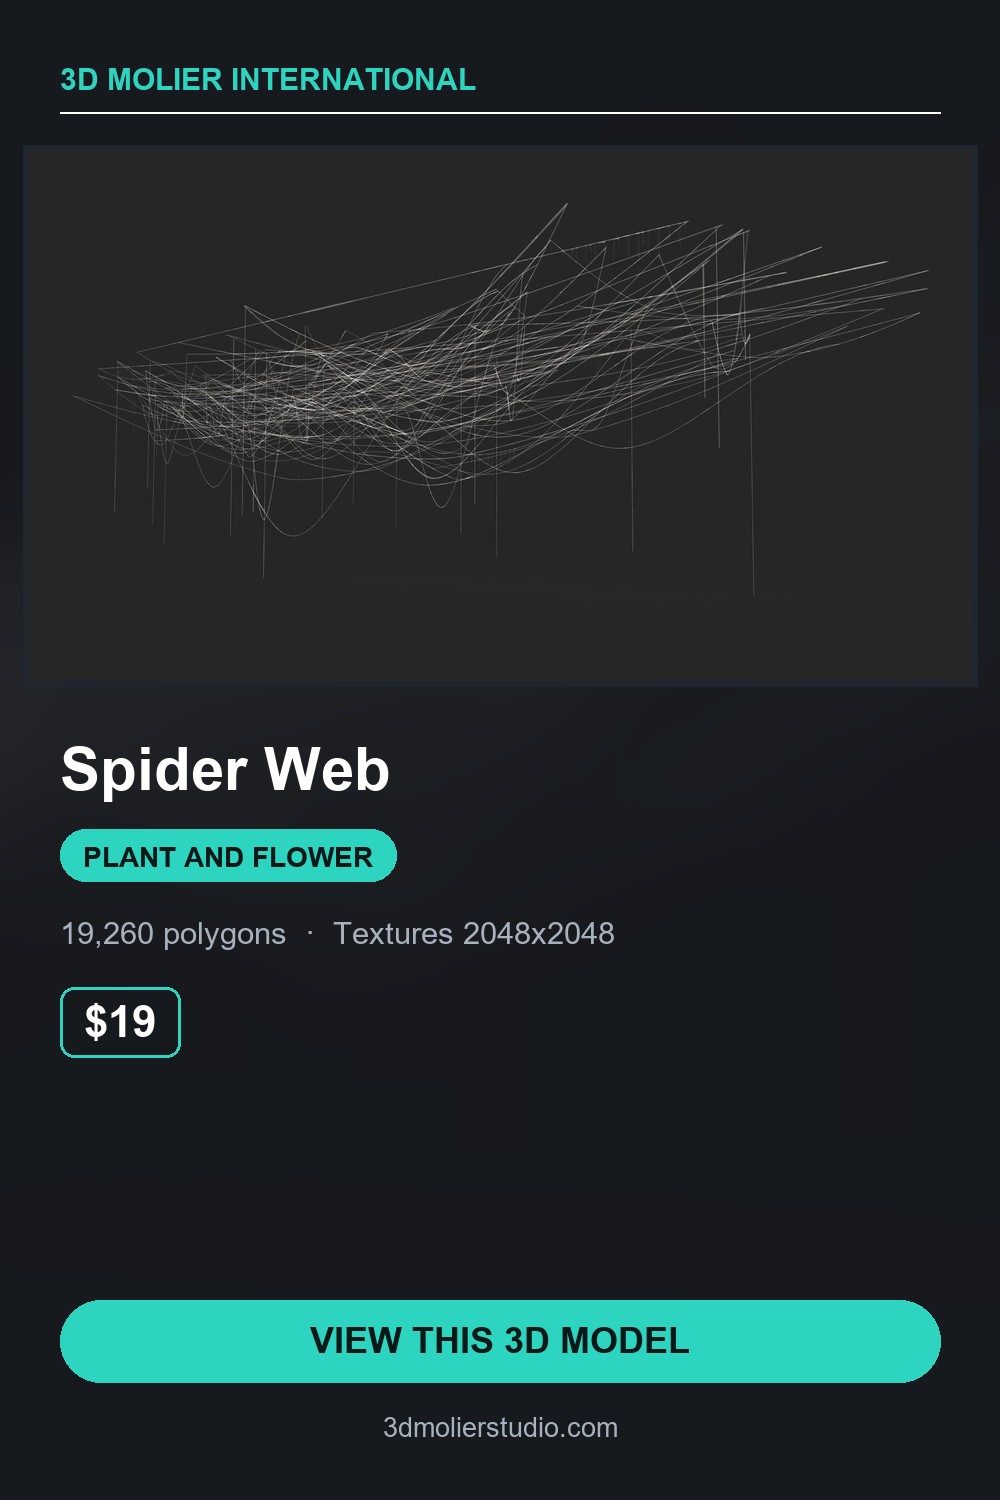 3D MOLIER INTERNATIONAL
Spider Web
PLANT AND FLOWER
19,260 polygons · Textures 2048x2048
$19
VIEW THIS 3D MODEL
3dmolierstudio.com